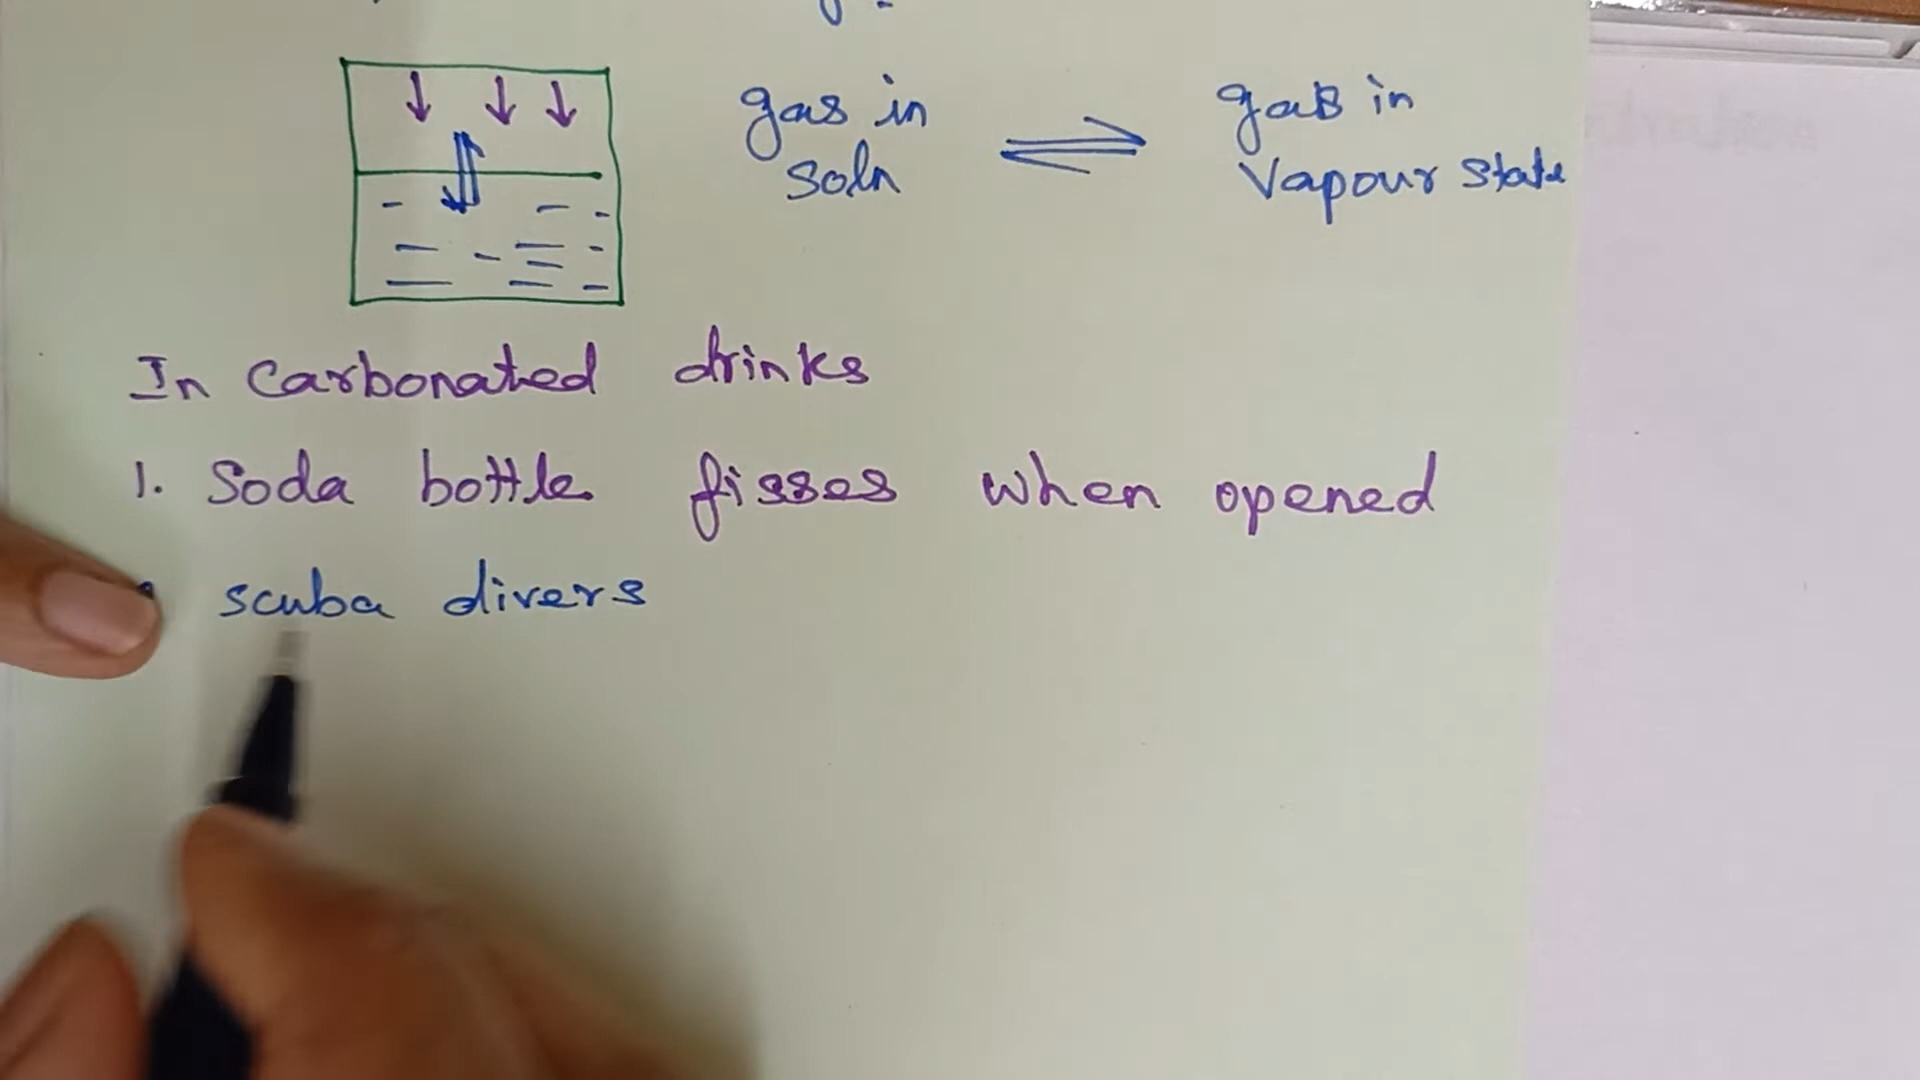 gas in soln ⇌ gas in Vapour state
In Carbonated drinks
1. Soda bottle fisses when opened
scuba divers